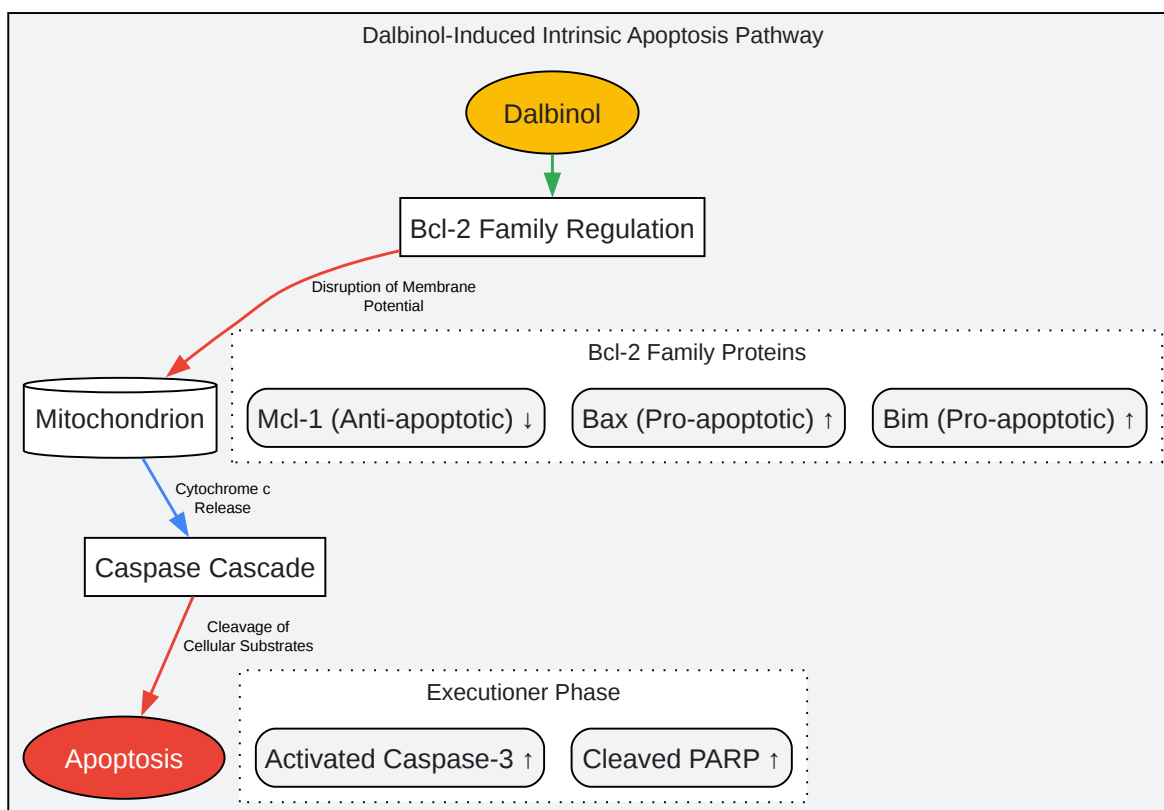 Dalbinol-Induced Intrinsic Apoptosis Pathway
Dalbinol
Bcl-2 Family Regulation
Disruption of Membrane
Potential
Bcl-2 Family Proteins
Mitochondrion
Mcl-1 (Anti-apoptotic) ↓
Bax (Pro-apoptotic) ↑
Bim (Pro-apoptotic) ↑
Cytochrome c
Release
Caspase Cascade
Cleavage of
Cellular Substrates
Executioner Phase
Apoptosis
Activated Caspase-3 ↑
Cleaved PARP ↑